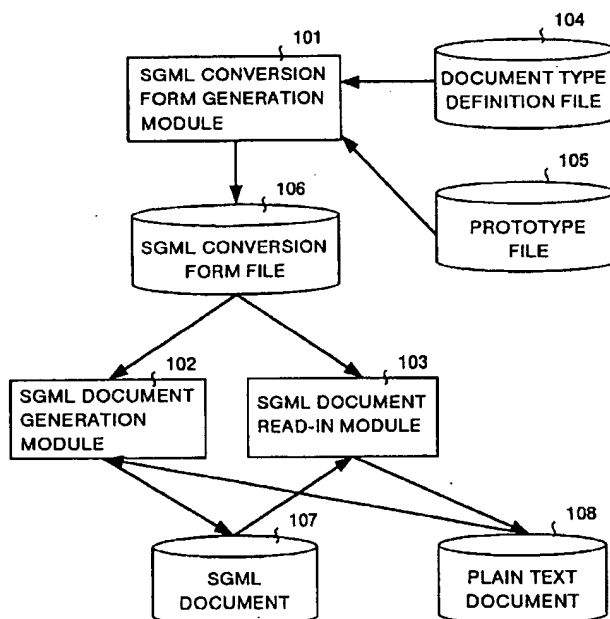 101
SGML CONVERSION
FORM GENERATION
MODULE
104
DOCUMENT TYPE
DEFINITION FILE
105
PROTOTYPE
FILE
106
SGML CONVERSION
FORM FILE
102
SGML DOCUMENT
GENERATION
MODULE
103
SGML DOCUMENT
READ-IN MODULE
107
SGML
DOCUMENT
108
PLAIN TEXT
DOCUMENT